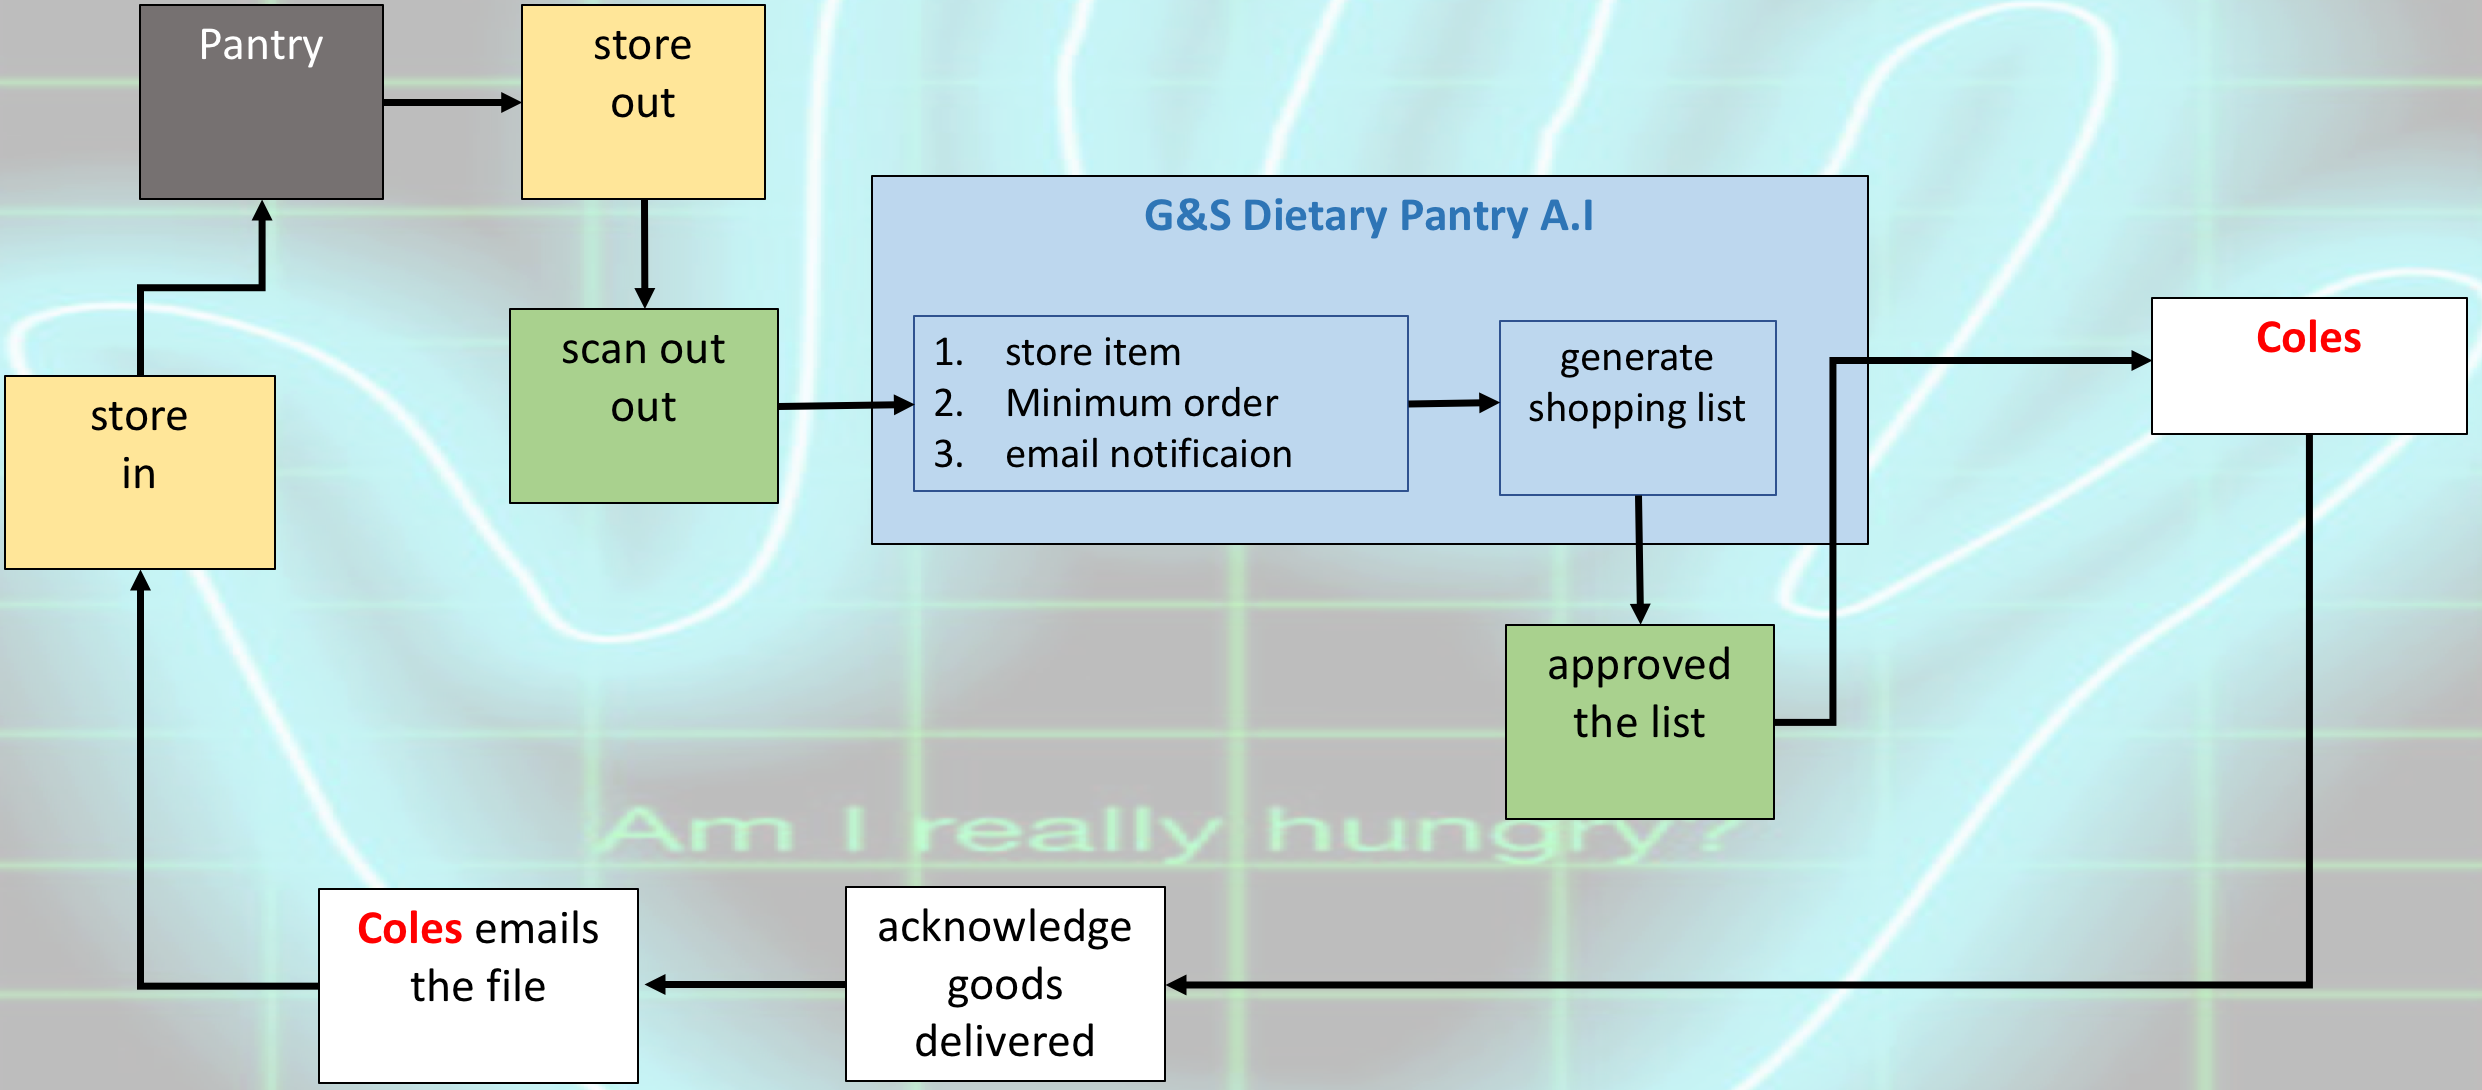 Pantry
store
out
G&S Dietary Pantry A.I
scan out
out
1. store item
2. Minimum order
3. email notificaion
generate
shopping list
Coles
store
in
approved
the list
Am I really hungry?
Coles emails
the file
acknowledge
goods
delivered